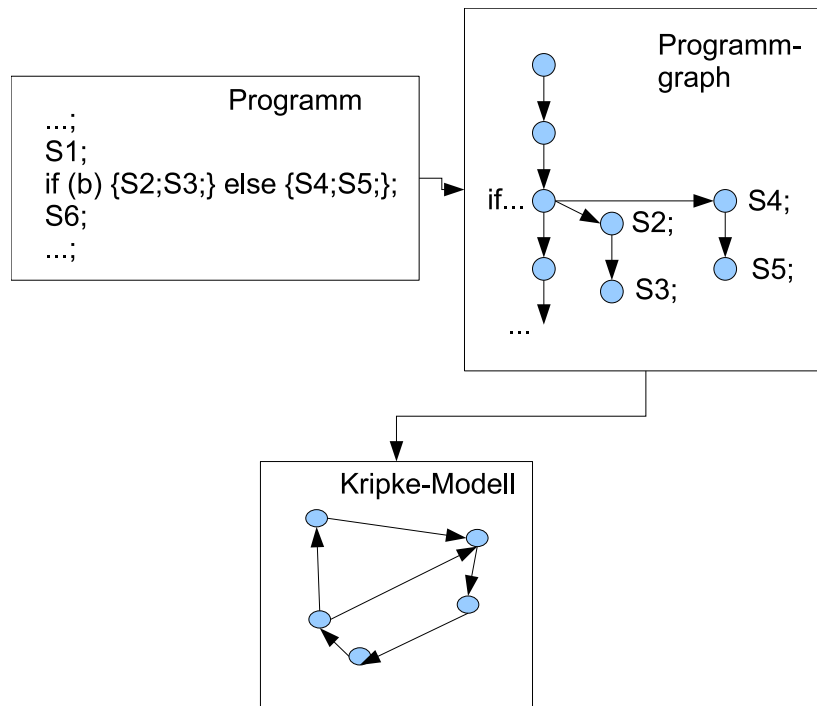 Programm
...;
S1;
if (b) {S2;S3;} else {S4;S5;};
S6;
...;
Programm-
graph
if...
S4;
S2;
S5;
S3;
...
Kripke-Modell